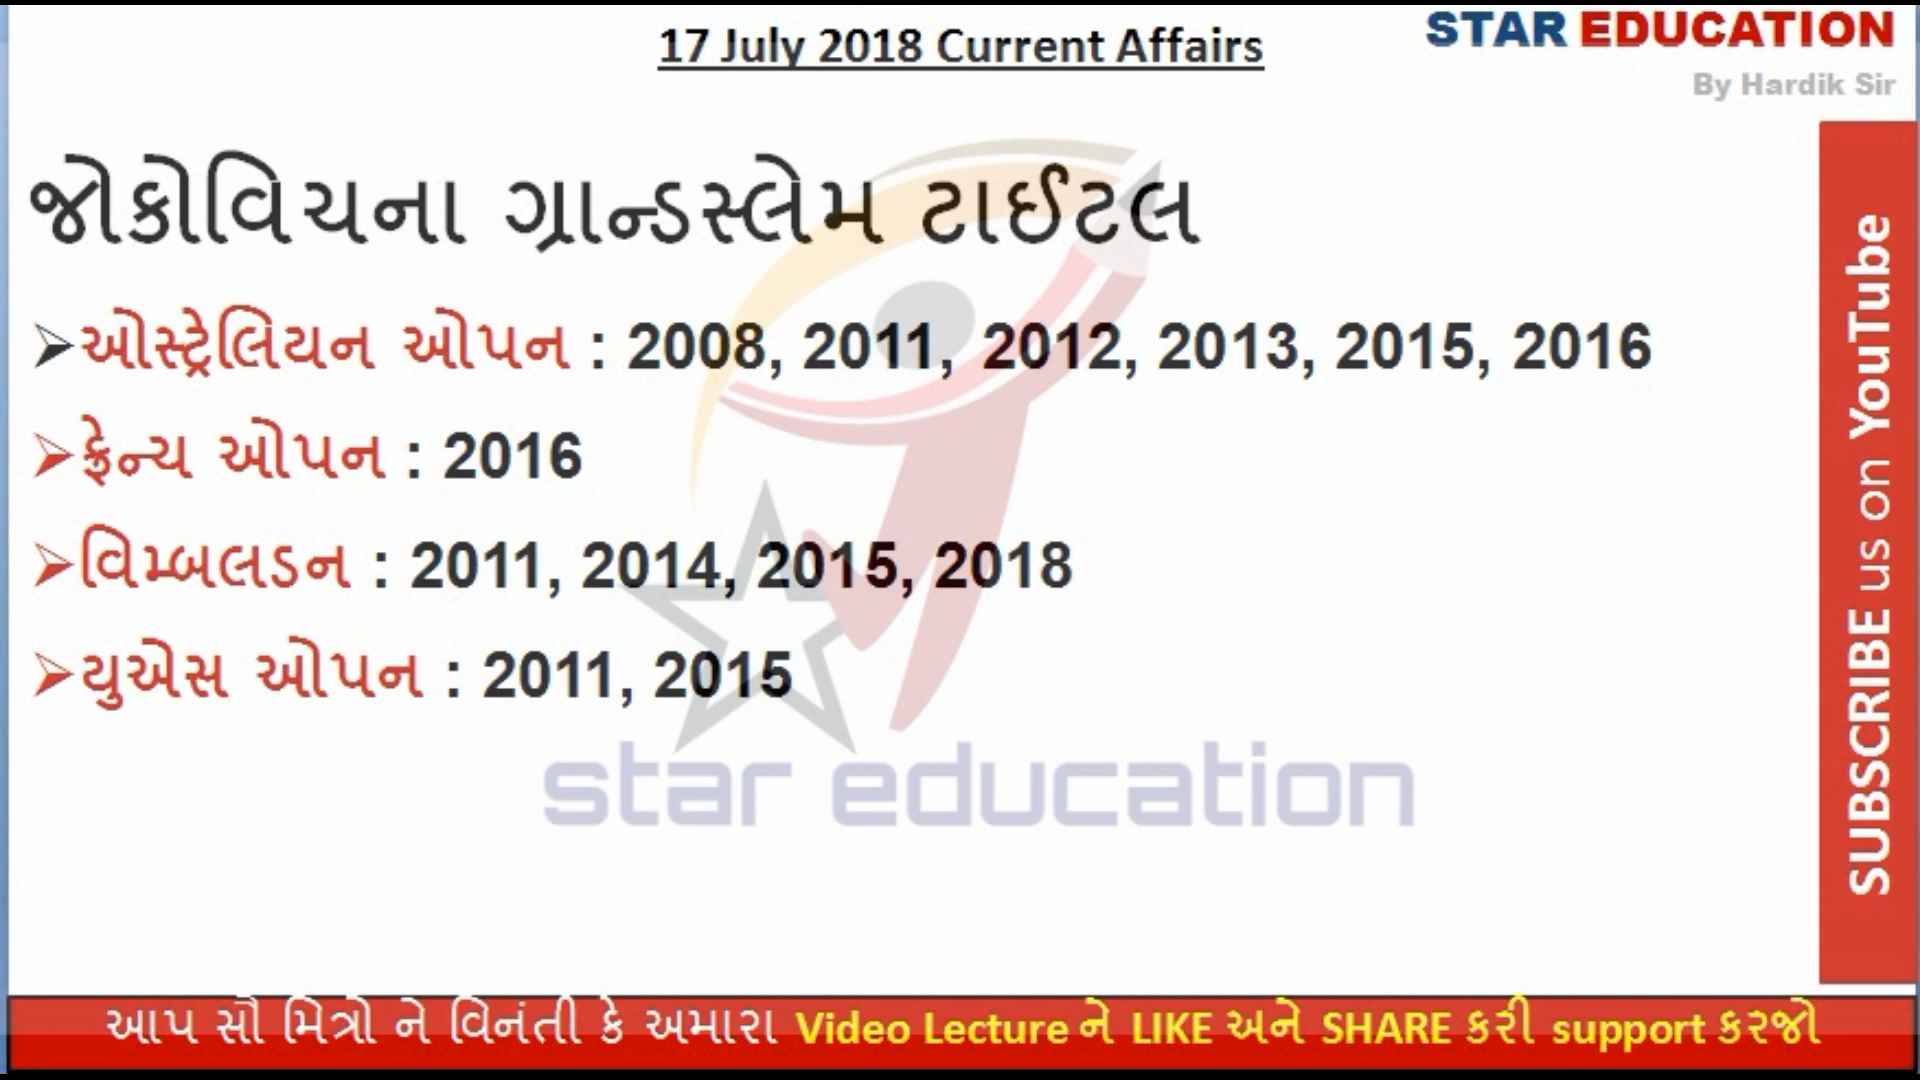 17 July 2018 Current Affairs
STAR EDUCATION
By Hardik Sir
જોકોવિચના ગ્રાન્ડસ્લેમ ટાઈટલ
➢ઓસ્ટ્રેલિયન ઓપન : 2008, 2011, 2012, 2013, 2015, 2016
➢ફ્રેન્ચ ઓપન : 2016
➢વિમ્બલડન : 2011, 2014, 2015, 2018
➢યુએસ ઓપન : 2011, 2015
star education
SUBSCRIBE us on YouTube
આપ સૌ મિત્રો ને વિનંતી કે અમારા Video Lecture ને LIKE અને SHARE કરી support કરજો